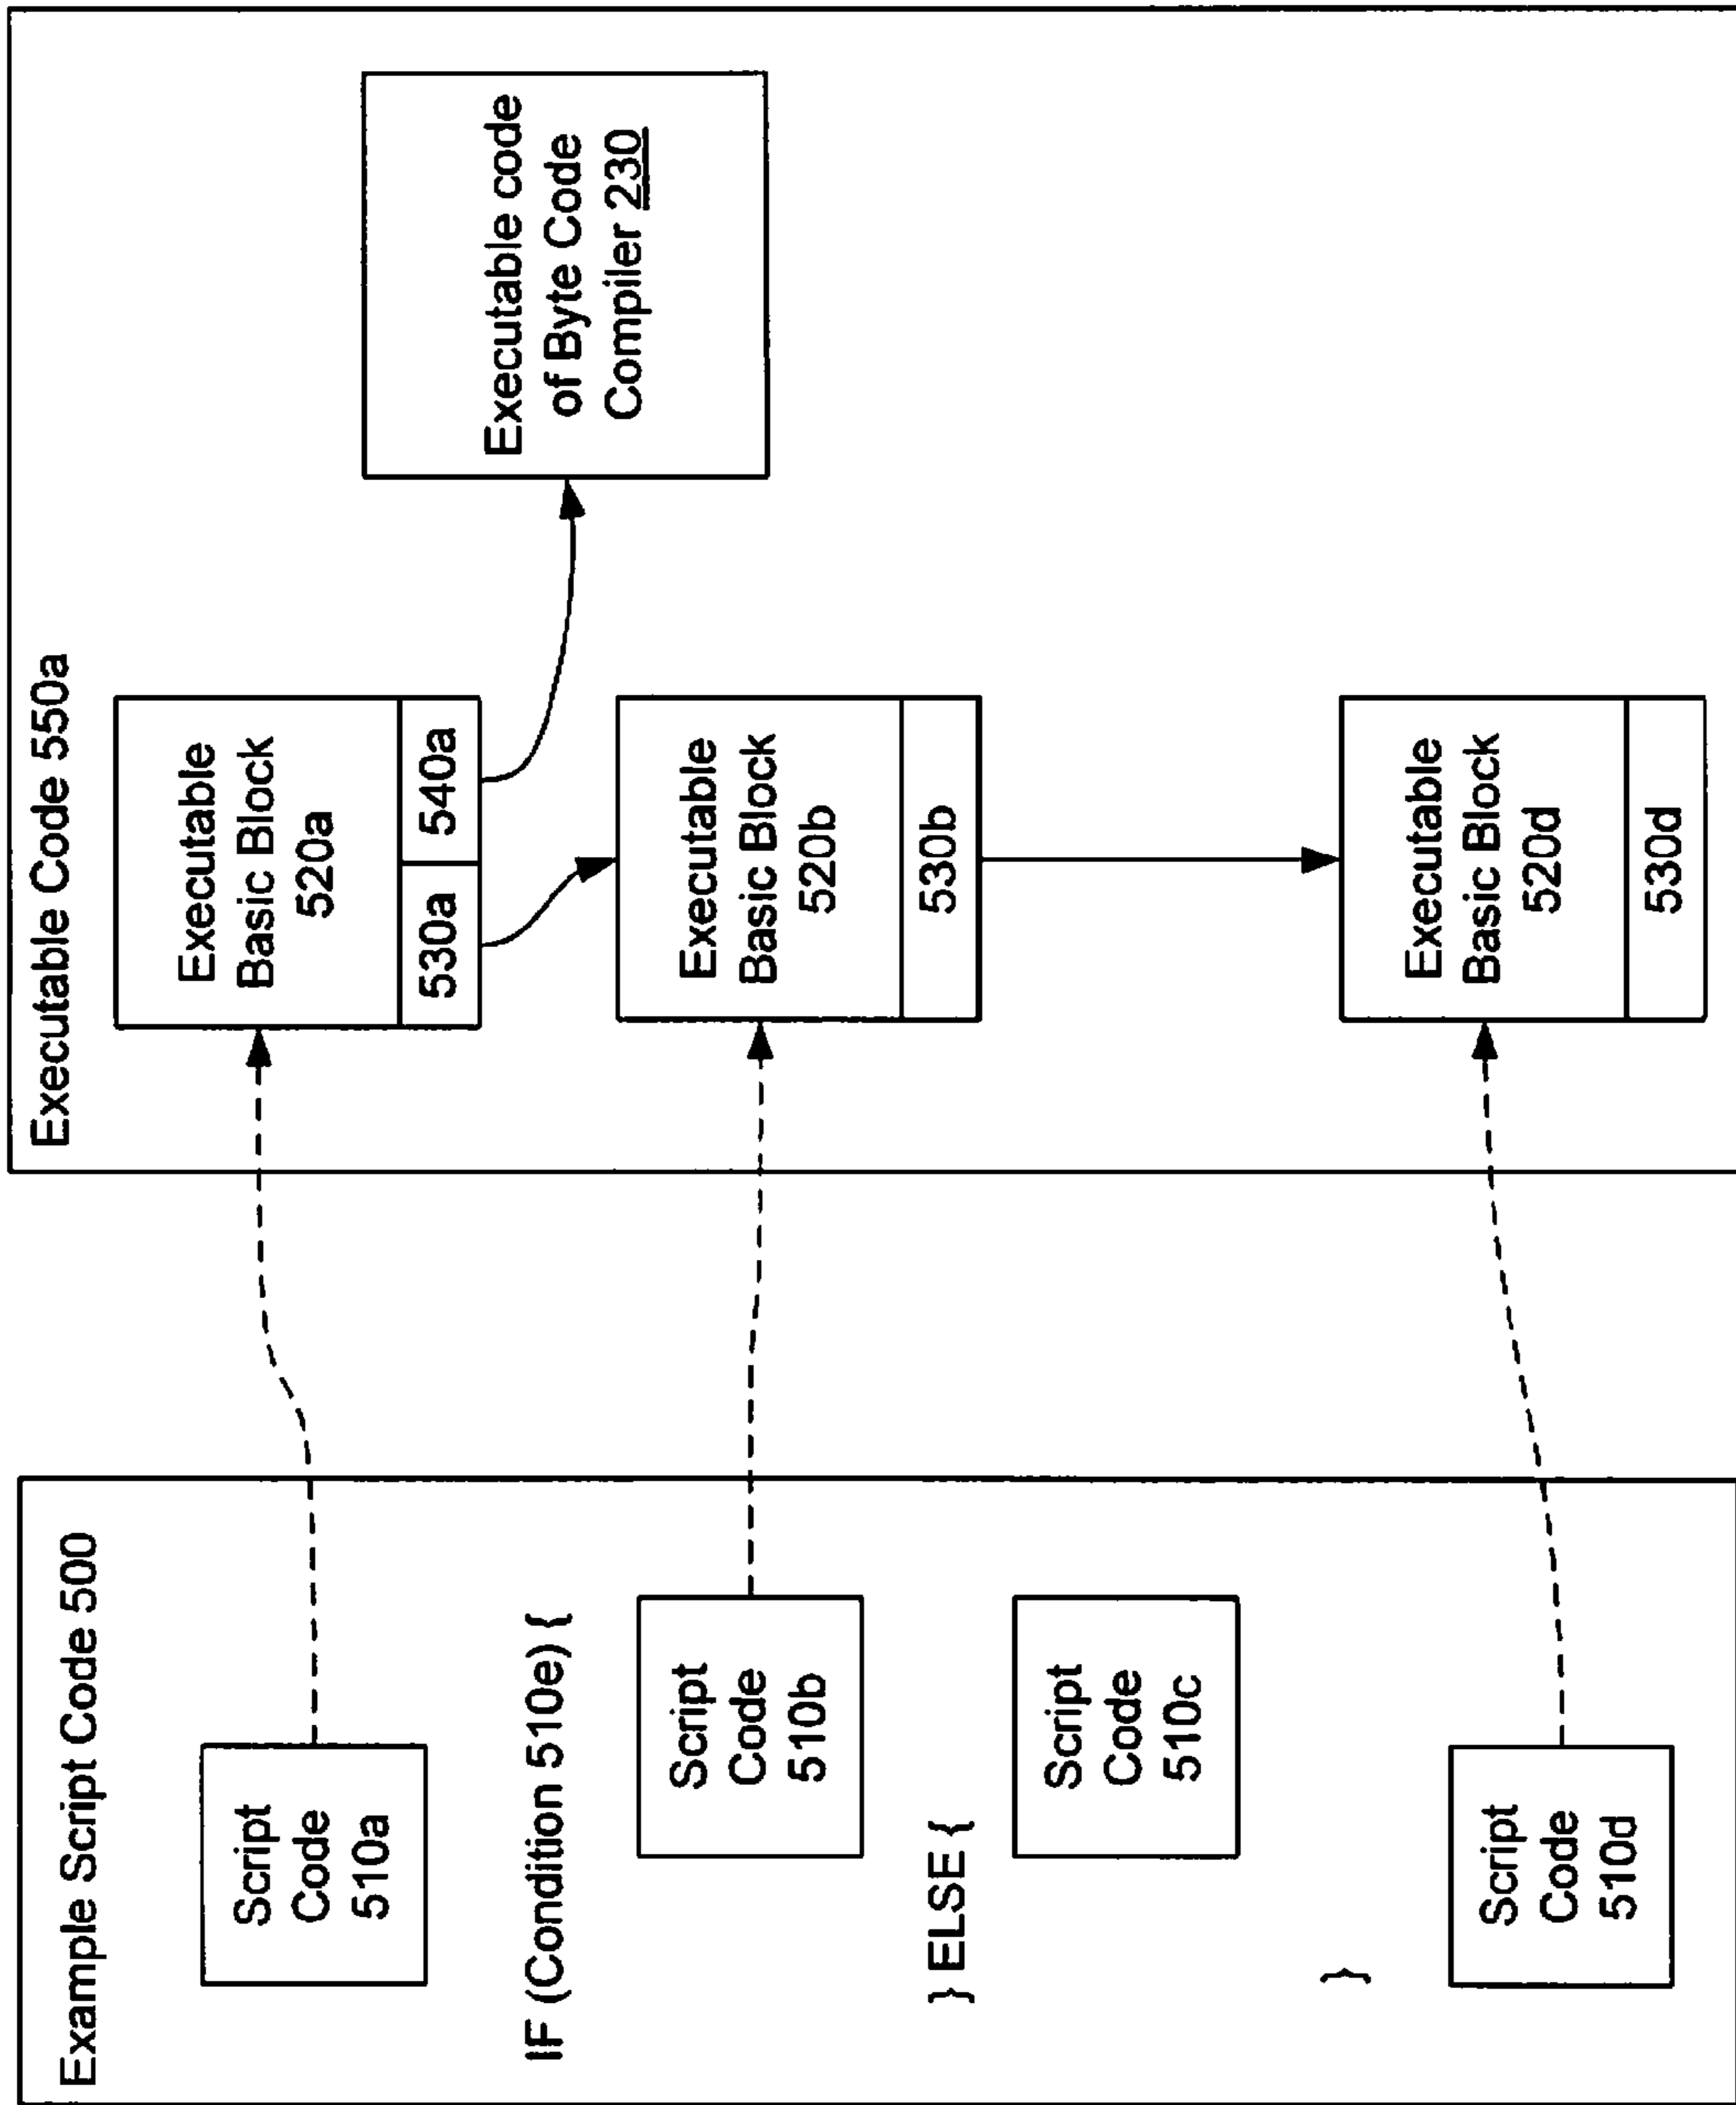 Example Script Code 500
Script
Code
510a
IF (Condition 510e) {
Script
Code
510b
} ELSE {
Script
Code
510c
}
Script
Code
510d
Executable Code 550a
Executable
Basic Block
520a
530a 540a
Executable code
of Byte Code
Compiler 230
Executable
Basic Block
520b
530b
Executable
Basic Block
520d
530d